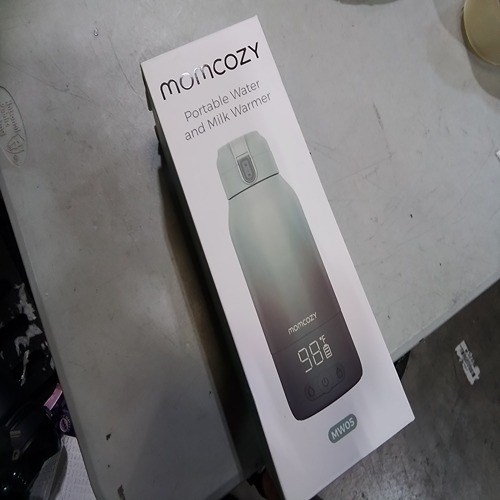 momcozy
Portable Water
and Milk Warmer
momcozy
98°F
MW05